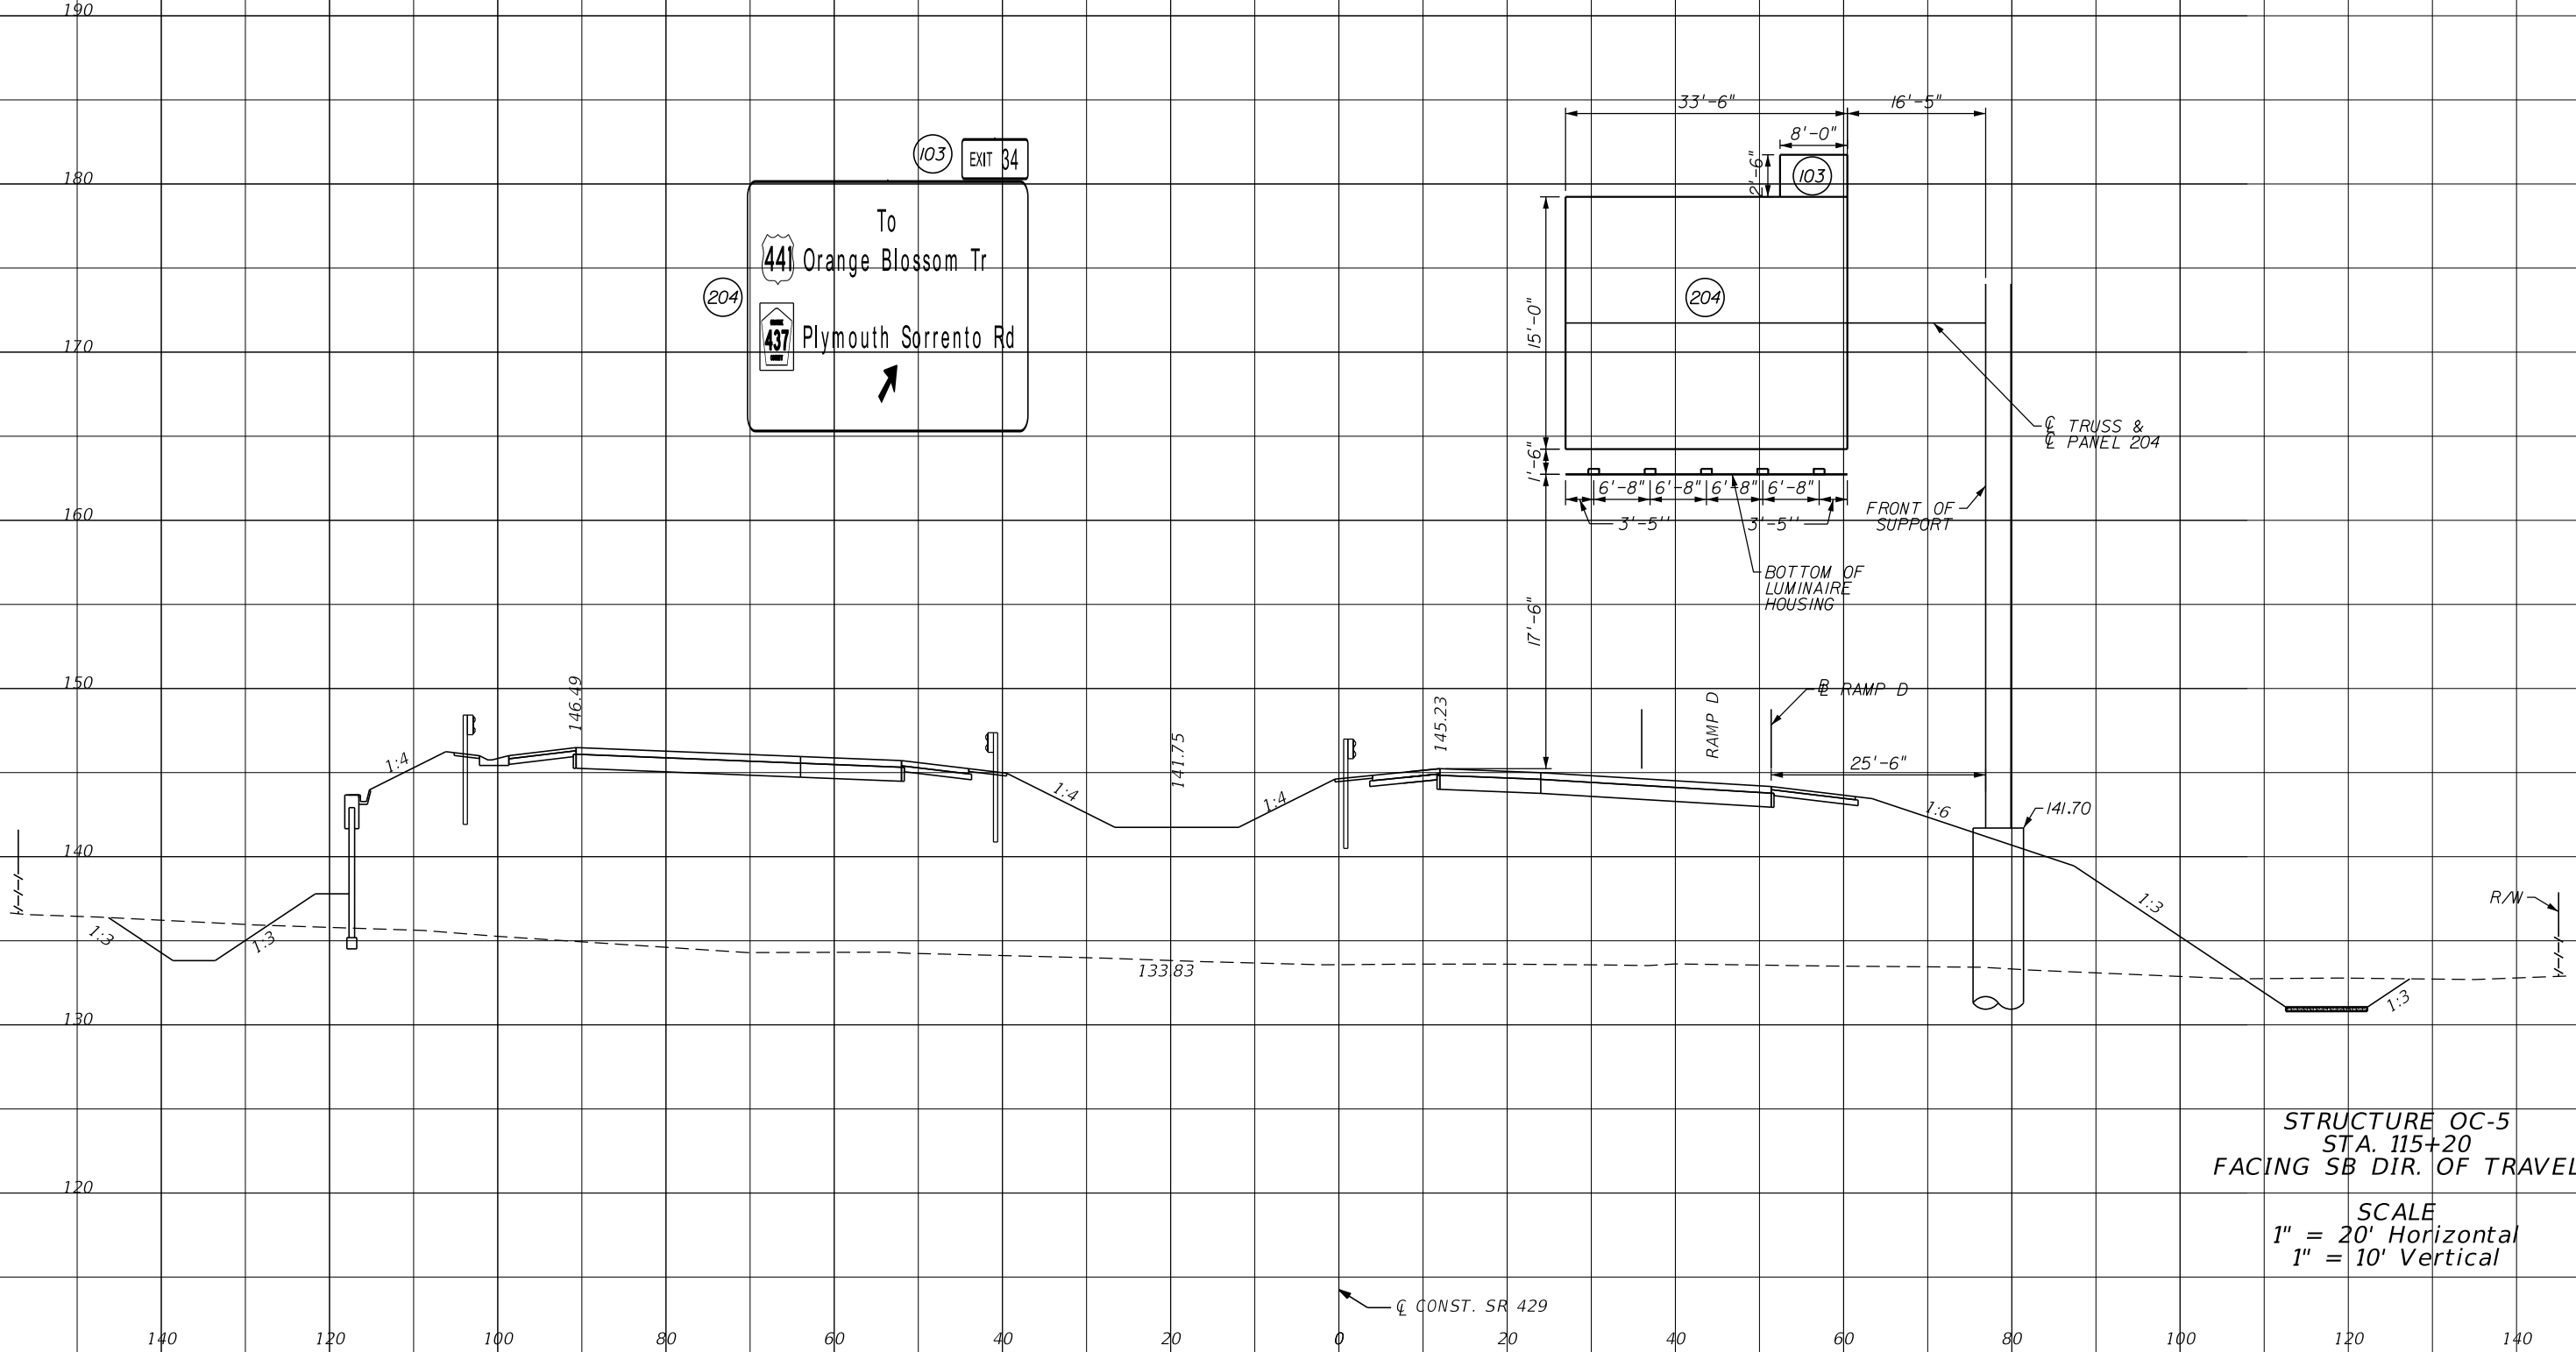 190
180
170
160
150
140
130
120
103
EXIT 34
204
To
441 Orange Blossom Tr
437 Plymouth Sorrento Rd
33'-6"
16'-5"
8'-0"
2'-6"
103
204
15'-0"
1'-6"
17'-6"
6'-8" 6'-8" 6'-8" 6'-8"
3'-5'' 3'-5''
℄ TRUSS &
℄ PANEL 204
FRONT OF
SUPPORT
BOTTOM OF
LUMINAIRE
HOUSING
146.49
141.75
145.23
RAMP D
RAMP D
25'-6"
141.70
1:4
1:4
1:4
1:6
1:3
1:3
1:3
1:3
133.83
R/W
STRUCTURE OC-5
STA. 115+20
FACING SB DIR. OF TRAVEL
SCALE
1" = 20' Horizontal
1" = 10' Vertical
℄ CONST. SR 429
140 120 100 80 60 40 20 0 20 40 60 80 100 120 140